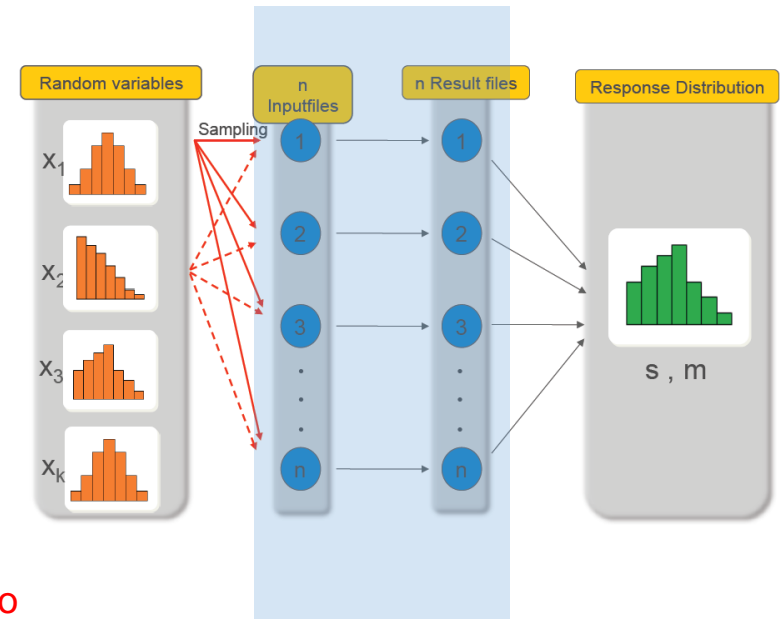 Random variables
n
Inputfiles
n Result files
Response Distribution
Sampling
x1
x2
x3
xk
1
2
3
n
1
2
3
n
s , m
o